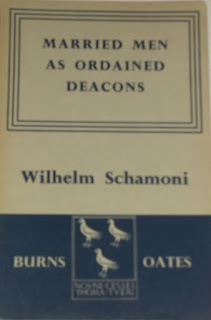 MARRIED MEN
AS ORDAINED
DEACONS
Wilhelm Schamoni
BURNS OATES